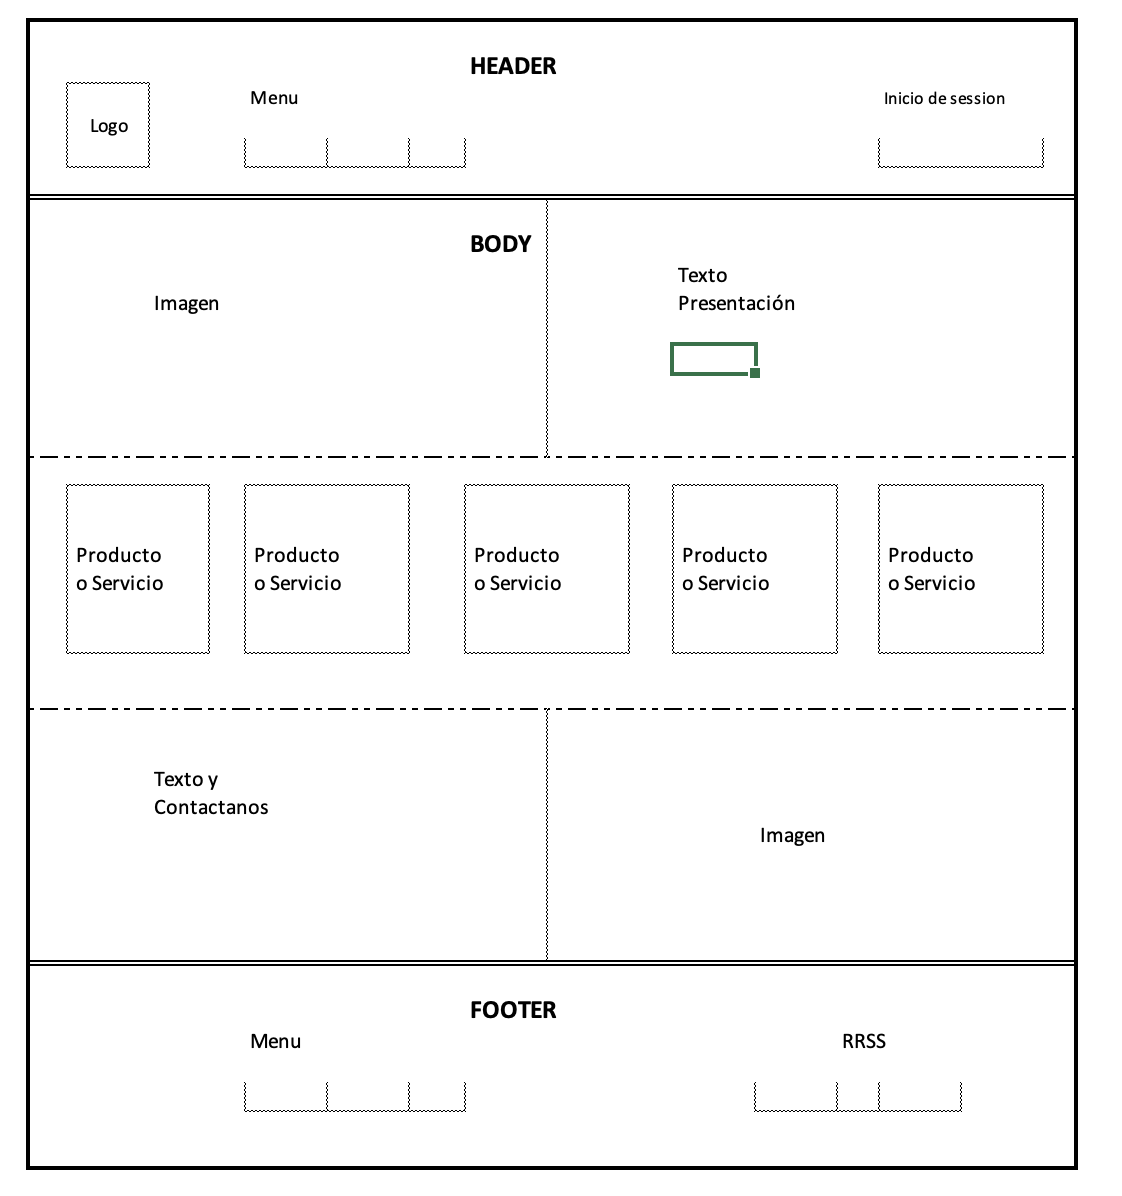 HEADER
Menu
Inicio de session
Logo
BODY
Texto
Presentación
Imagen
Producto
o Servicio
Producto
o Servicio
Producto
o Servicio
Producto
o Servicio
Producto
o Servicio
Texto y
Contactanos
Imagen
FOOTER
Menu
RRSS